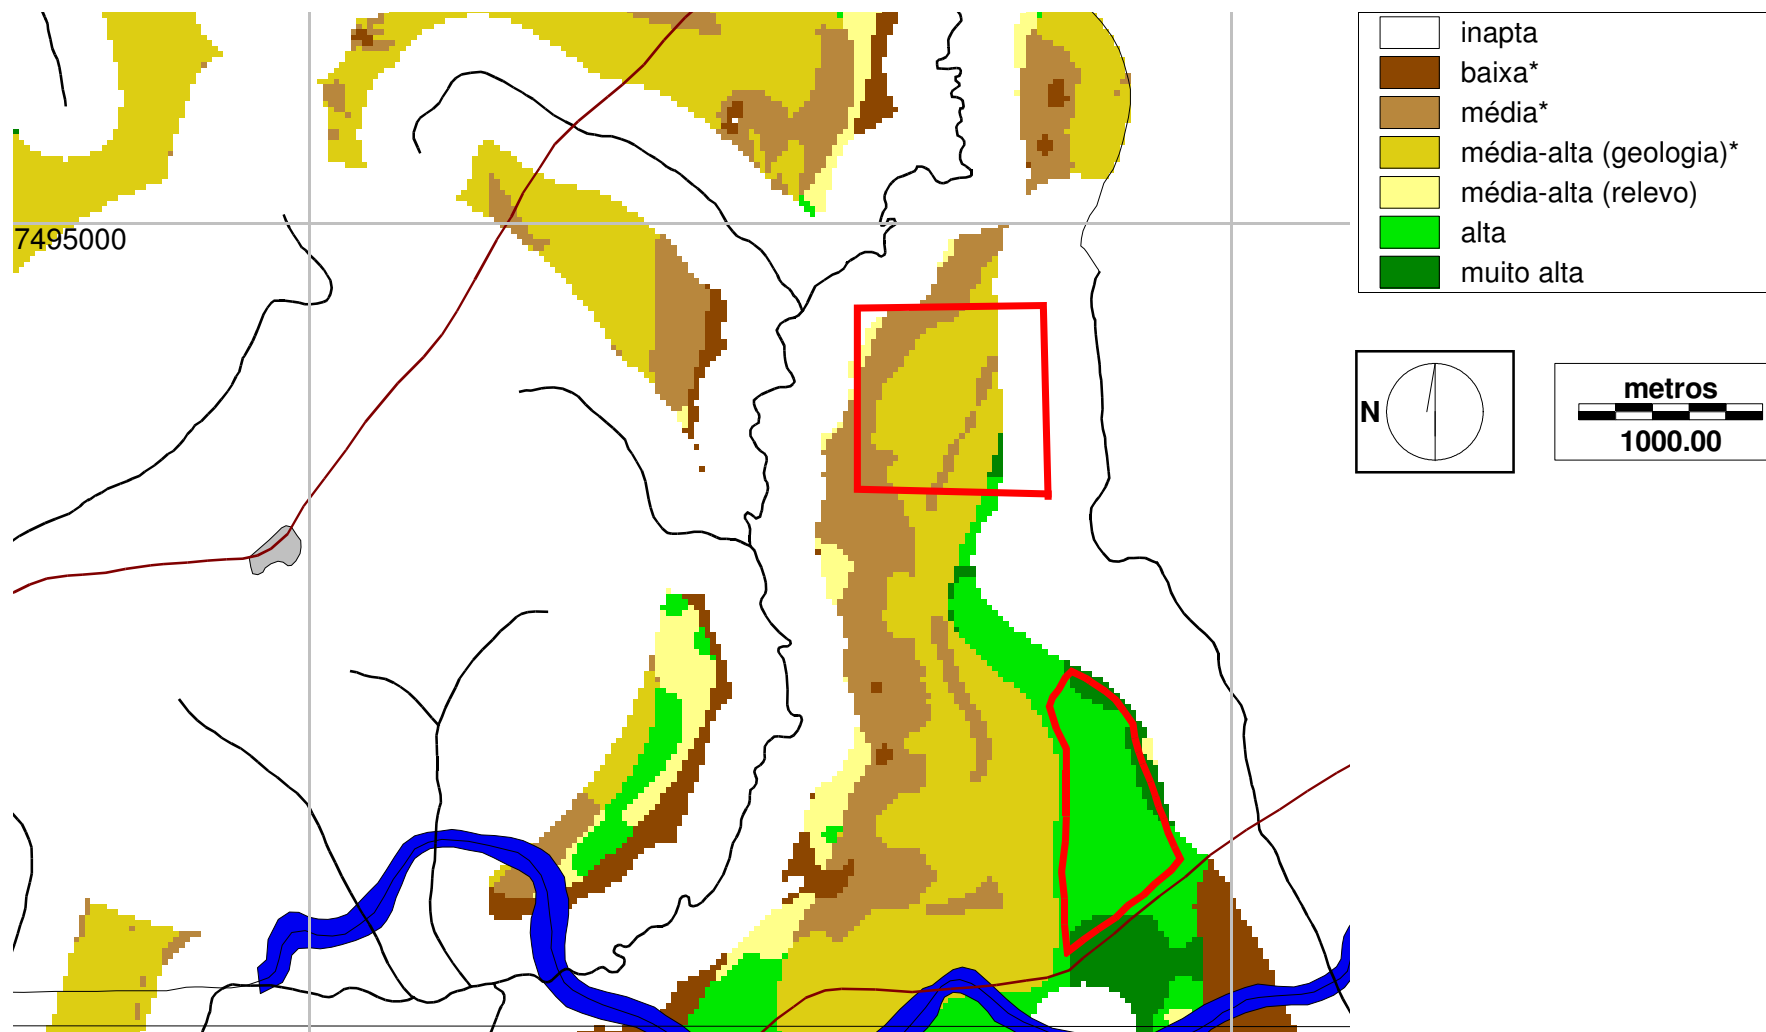 inapta
baixa*
média*
média-alta (geologia)*
média-alta (relevo)
alta
muito alta
7495000
N
metros
1000.00